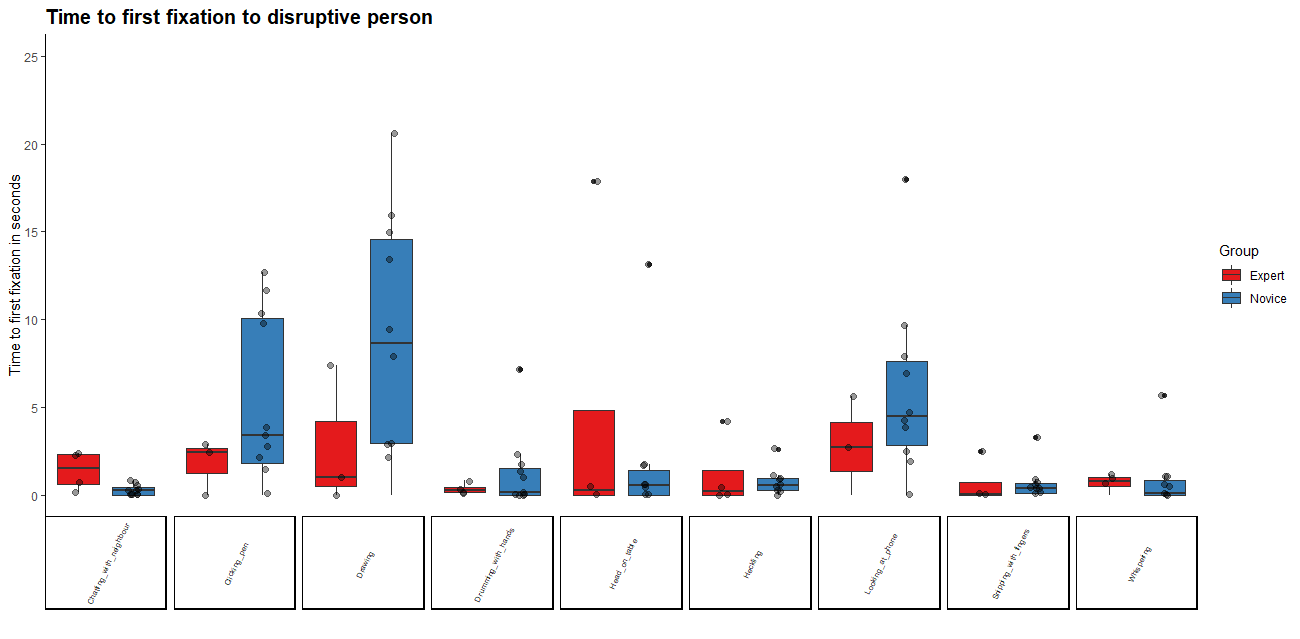 Time to first fixation to disruptive person
Time to first fixation in seconds
25
20
15
10
5
0
Chatting_with_neighbour
Clicking_pen
Drawing
Drumming_with_hands
Head_on_table
Heckling
Looking_at_phone
Snipping_with_fingers
Whispering
Group
Expert
Novice